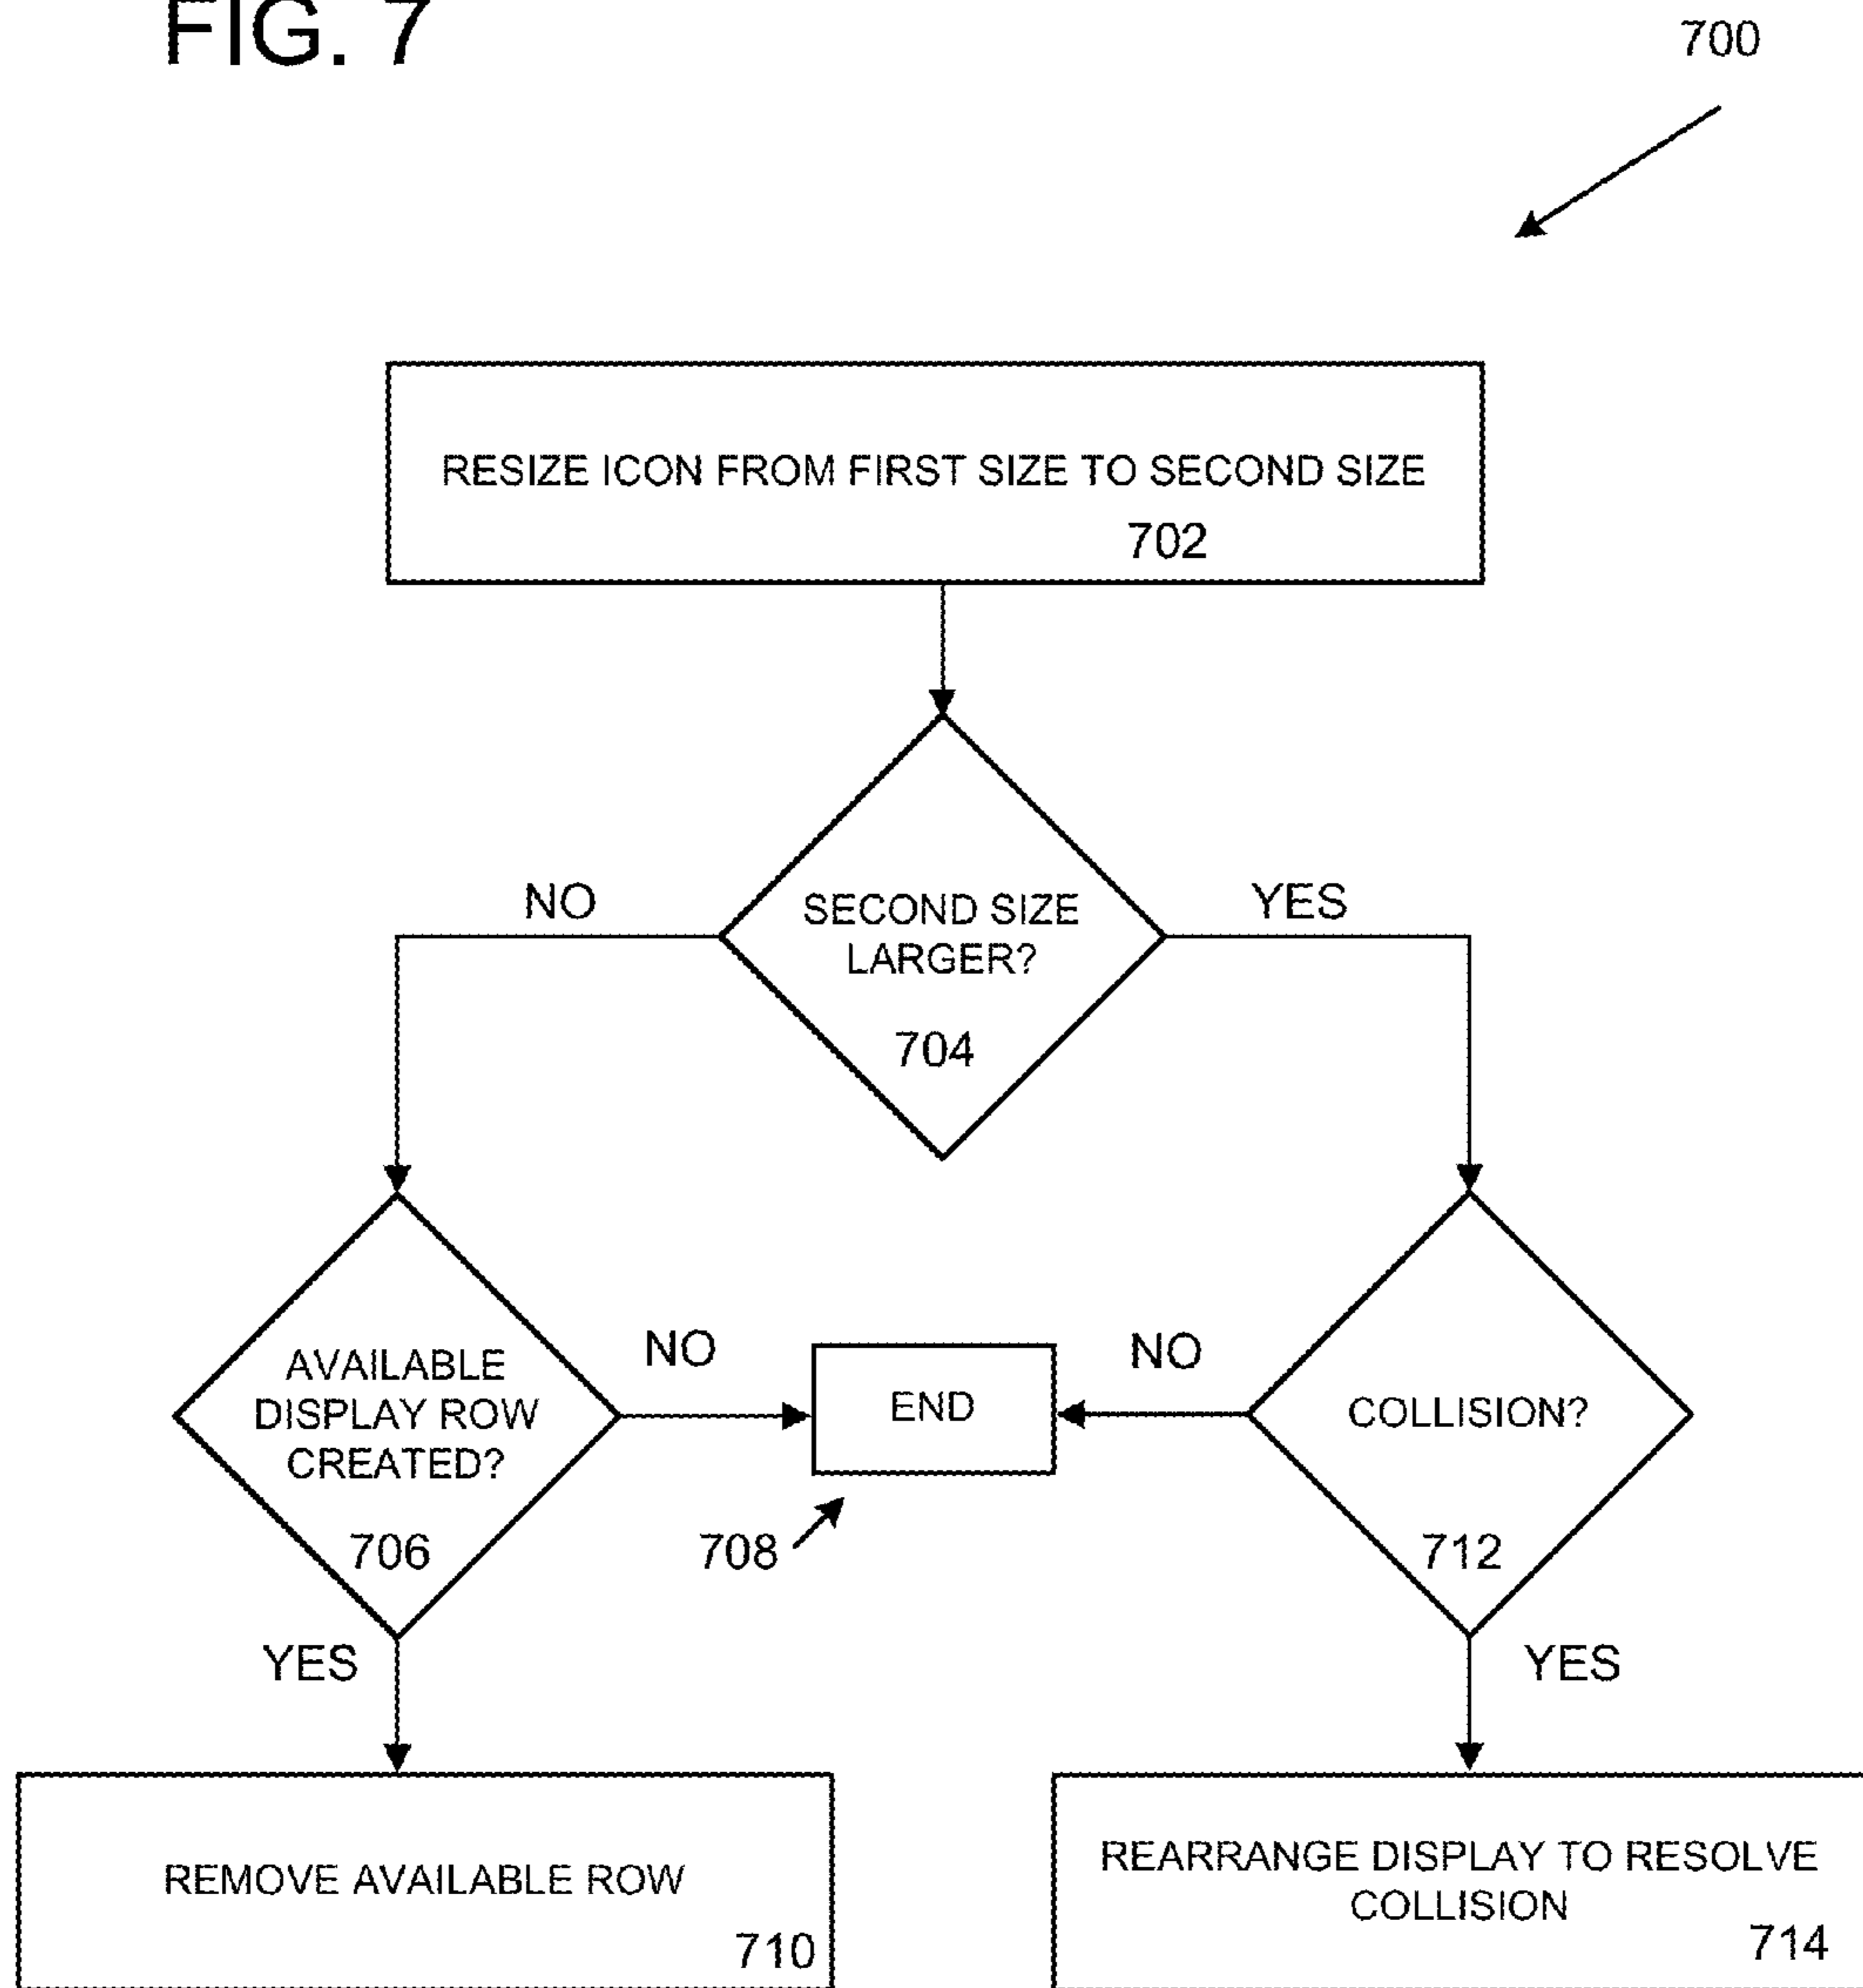 FIG. 7
700
RESIZE ICON FROM FIRST SIZE TO SECOND SIZE
702
NO
SECOND SIZE
LARGER?
YES
704
AVAILABLE
DISPLAY ROW
CREATED?
706
NO
END
708
NO
COLLISION?
712
YES
YES
REMOVE AVAILABLE ROW
710
REARRANGE DISPLAY TO RESOLVE
COLLISION
714